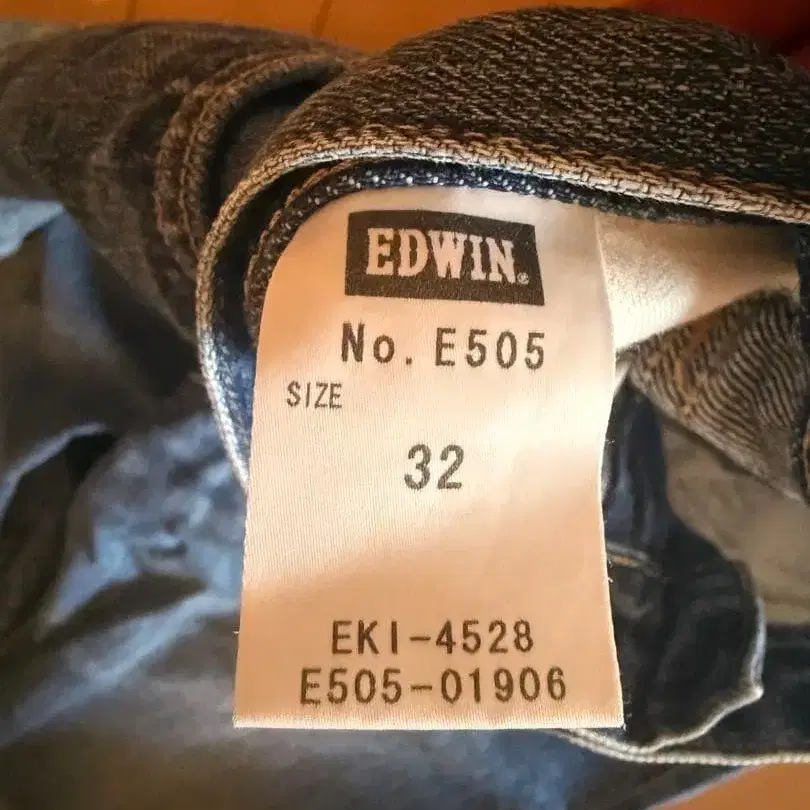 EDWIN®
No. E505
SIZE
32
EKI-4528
E505-01906